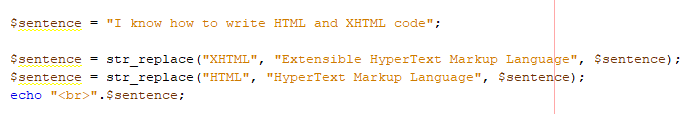 $sentence = "I know how to write HTML and XHTML code";
$sentence = str_replace("XHTML", "Extensible HyperText Markup Language", $sentence);
$sentence = str_replace("HTML", "HyperText Markup Language", $sentence);
echo "<br>".$sentence;